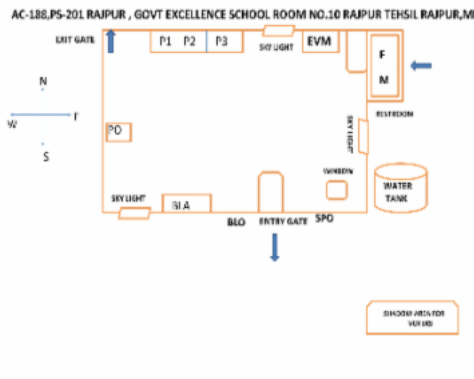 AC-188,PS-201 RAJPUR , GOVT EXCELLENCE SCHOOL ROOM NO.10 RAJPUR TEHSIL RAJPUR,M
EXIT GATE
P1 P2 P3
SKY LIGHT
EVM
F
M
N
W
S
PO
RESTROOM
SKY LIGHT
WINDOW
WATER
TANK
SKY LIGHT
BLA
BLO
ENTRY GATE
SPO
SHADOW AREA FOR
VOTERS